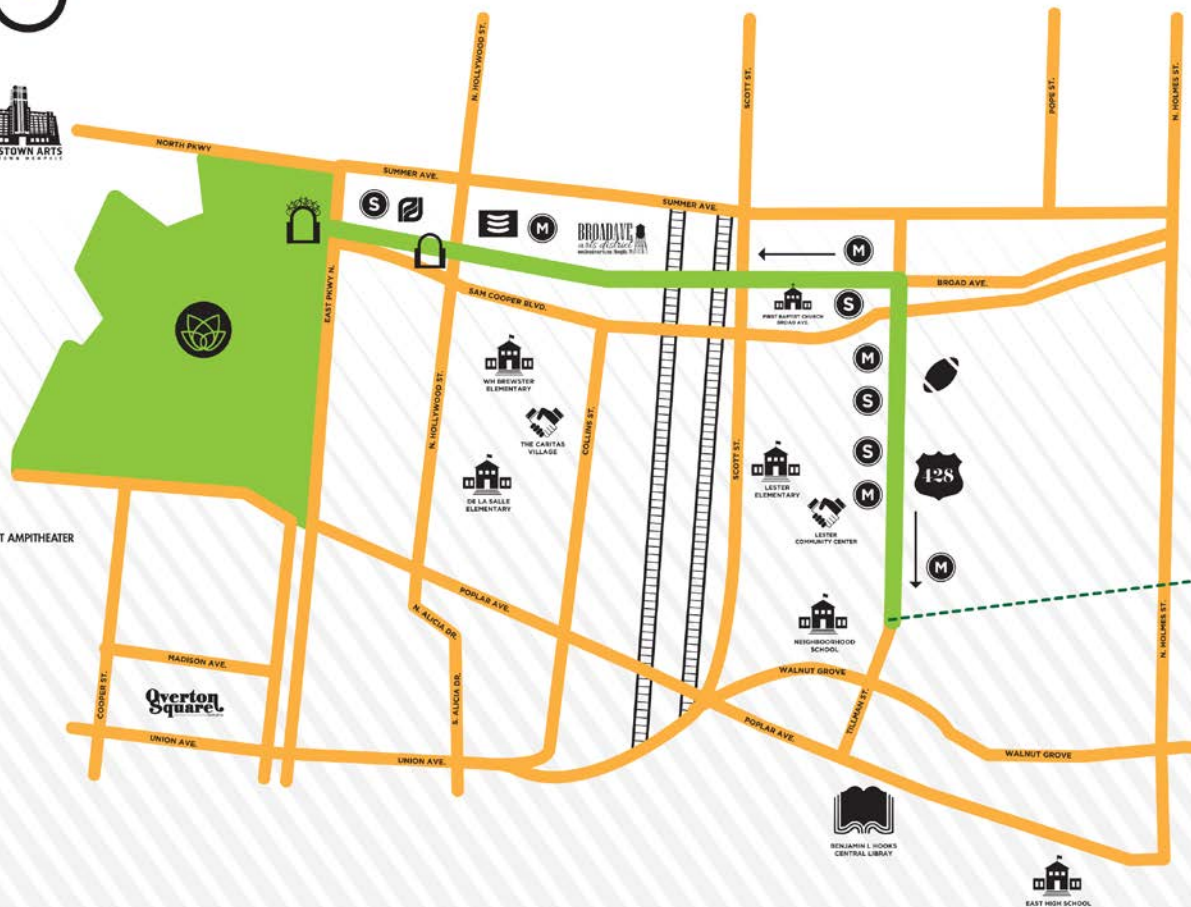 N. HOLLYWOOD ST.
SCOTT ST.
POPE ST.
N. HOLMES ST.
STOWN ARTS
NORTH PKWY
SUMMER AVE.
SUMMER AVE.
S
M
BROAD AVE
arts district
M
EAST PKWY N.
SAM COOPER BLVD.
BROAD AVE.
FIRST BAPTIST CHURCH
BROAD AVE.
S
WH BREWSTER
ELEMENTARY
M
N. HOLLYWOOD ST.
THE CARITAS
VILLAGE
COLLINS ST.
S
SCOTT ST.
DE LA SALLE
ELEMENTARY
LESTER
ELEMENTARY
S
M
428
LESTER
COMMUNITY CENTER
T AMPITHEATER
M
POPLAR AVE.
N. ALICIA DR.
NEIGHBOORHOOD
SCHOOL
N. HOLMES ST.
MADISON AVE.
WALNUT GROVE
COOPER ST.
Overton
Square
S. ALICIA DR.
TILLMAN ST.
POPLAR AVE.
UNION AVE.
UNION AVE.
WALNUT GROVE
BENJAMIN L HOOKS
CENTRAL LIBRAY
EAST HIGH SCHOOL